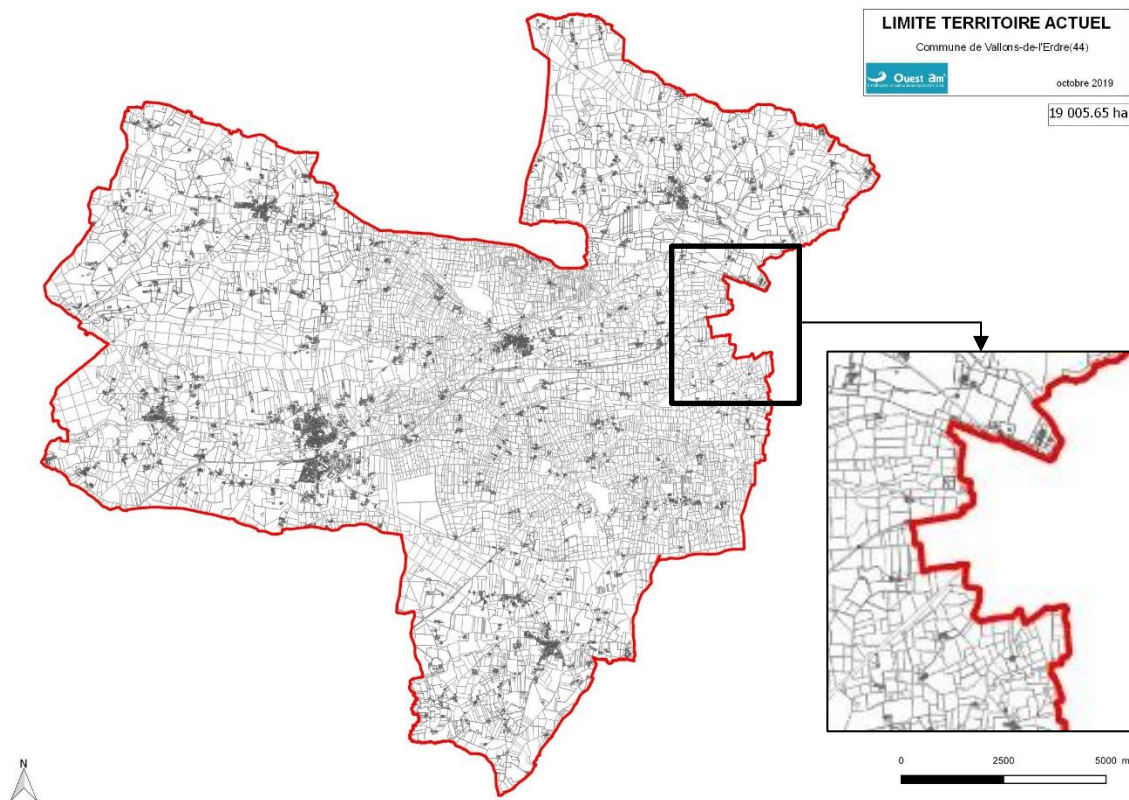 LIMITE TERRITOIRE ACTUEL
Commune de Vallons-de-l'Erdre(44)
Ouest am'
octobre 2019
19 005.65 ha
N
0 2500 5000 m